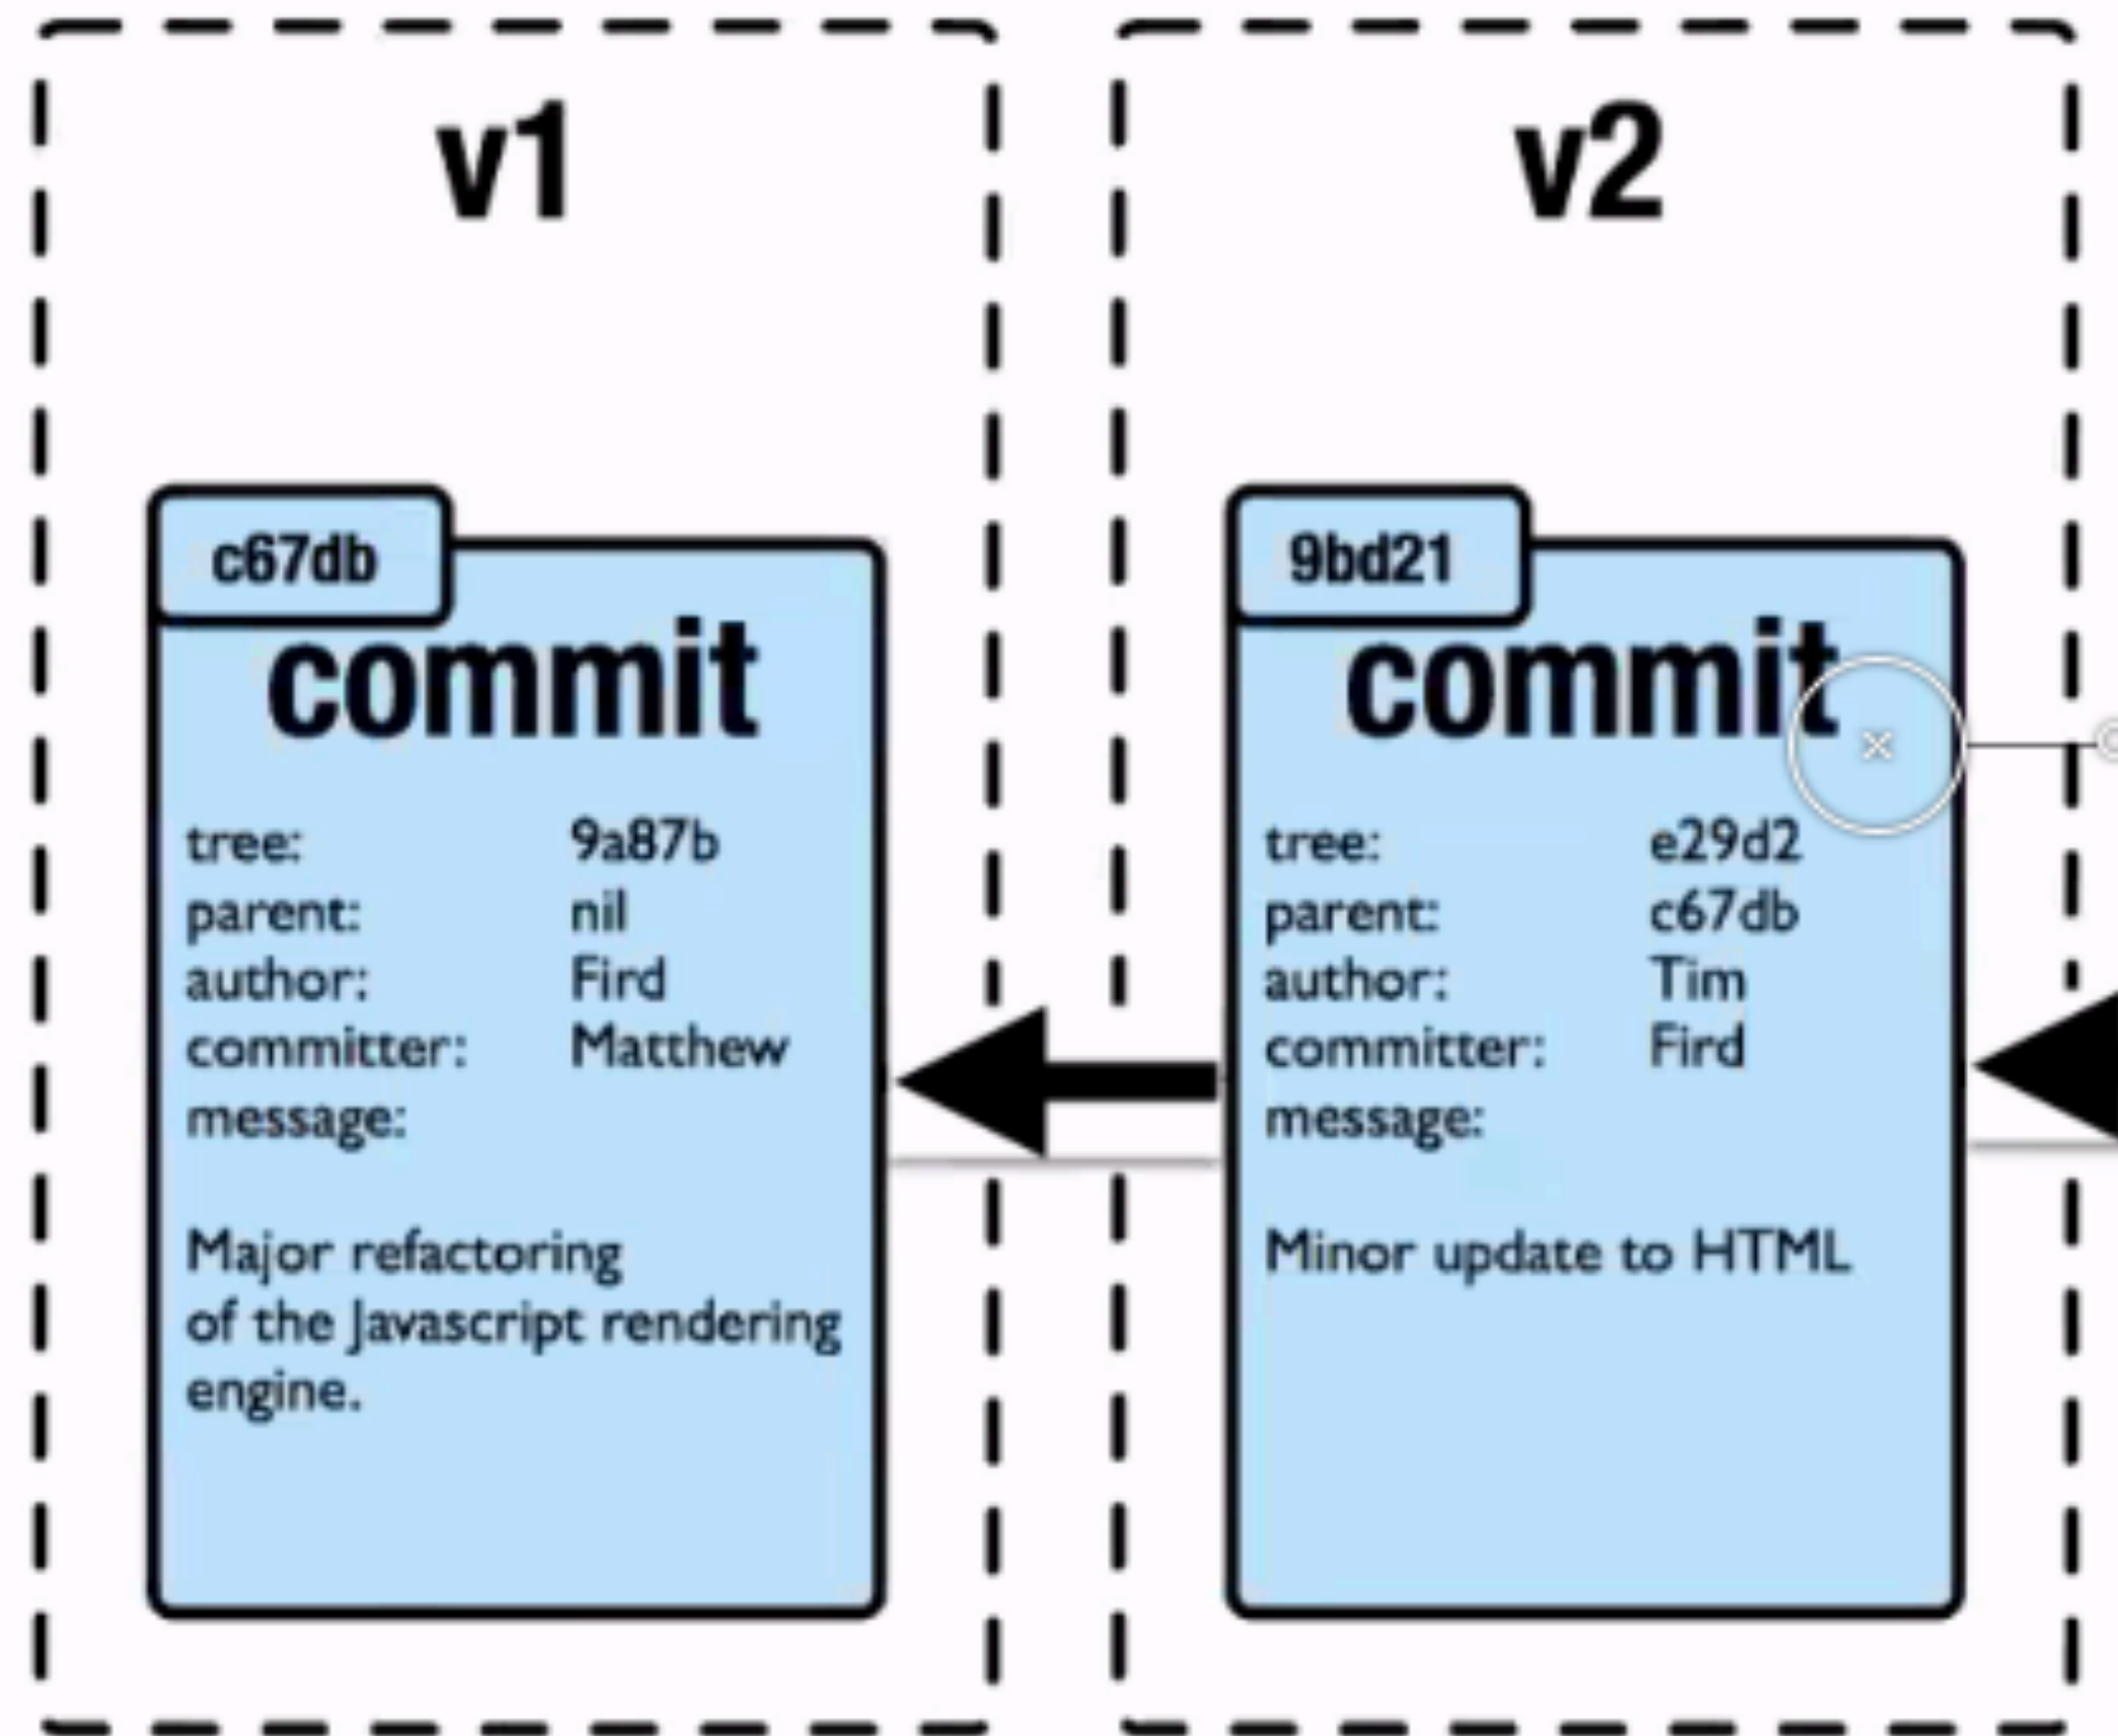 v1
c67db
commit
tree: 9a87b
parent: nil
author: Fird
committer: Matthew
message:
Major refactoring
of the Javascript rendering
engine.
v2
9bd21
commit
tree: e29d2
parent: c67db
author: Tim
committer: Fird
message:
Minor update to HTML